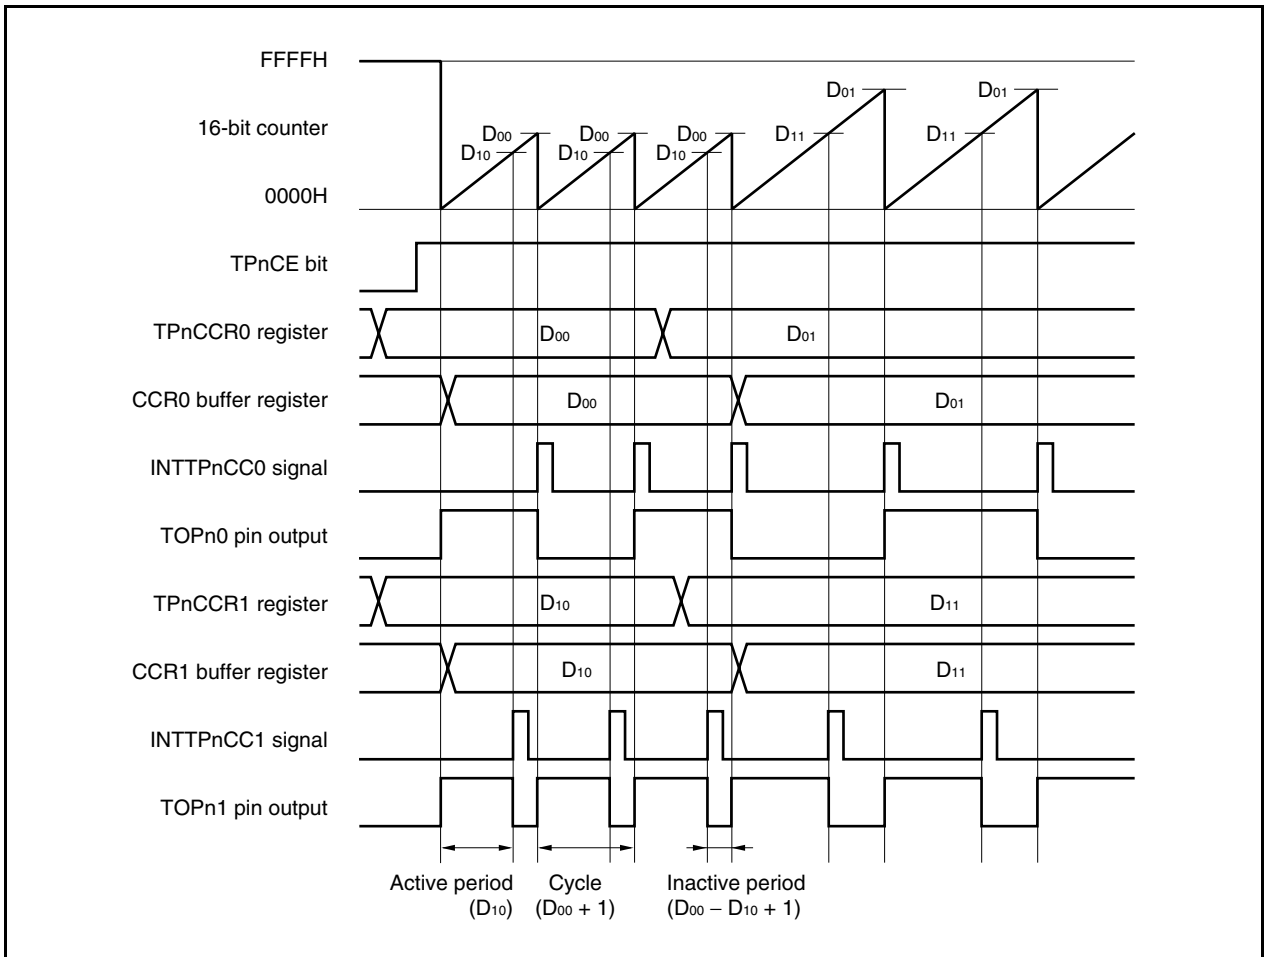 FFFFH
D01 D01
16-bit counter D00 D00 D00 D11 D11
D10 D10 D10
0000H
TPnCE bit
TPnCCR0 register D00 D01
CCR0 buffer register D00 D01
INTTPnCC0 signal
TOPn0 pin output
TPnCCR1 register D10 D11
CCR1 buffer register D10 D11
INTTPnCC1 signal
TOPn1 pin output
Active period Cycle Inactive period
(D10) (D00 + 1) (D00 − D10 + 1)